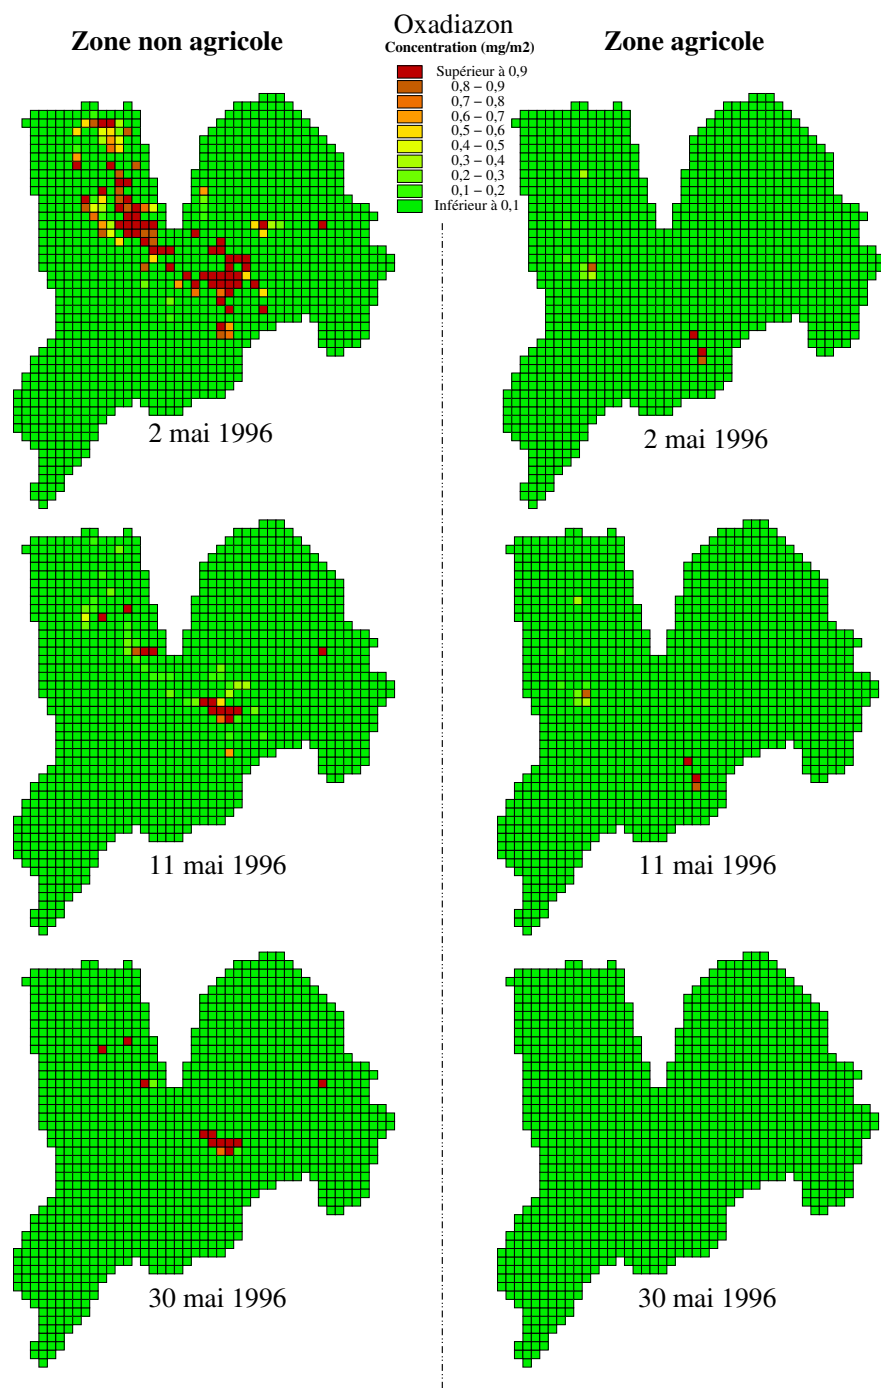 Oxadiazon
Zone non agricole
Concentration (mg/m2)
Zone agricole
Supérieur à 0,9
0,8 – 0,9
0,7 – 0,8
0,6 – 0,7
0,5 – 0,6
0,4 – 0,5
0,3 – 0,4
0,2 – 0,3
0,1 – 0,2
Inférieur à 0,1
2 mai 1996
2 mai 1996
11 mai 1996
11 mai 1996
30 mai 1996
30 mai 1996